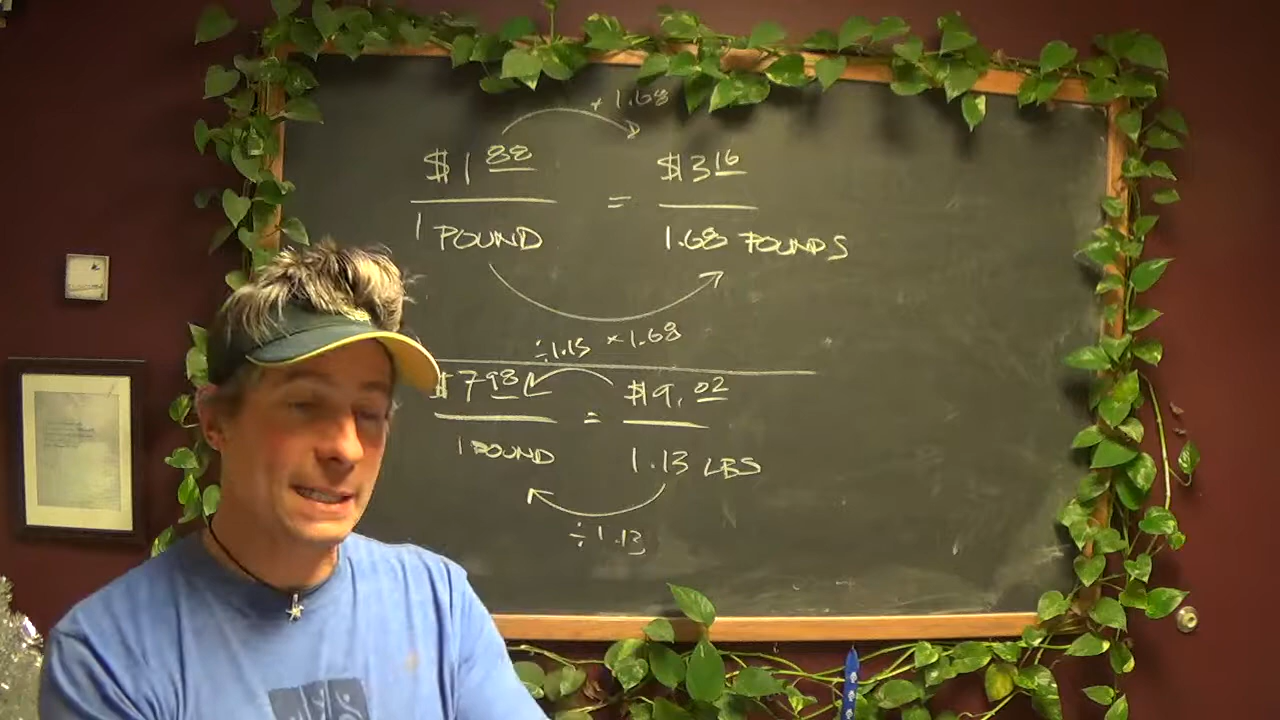 × 1.68
$1 88 = $3 16
1 POUND 1.68 POUNDS
÷1.13 × 1.68
$7 98 = $9. 02
1 POUND 1.13 LBS
÷1.13